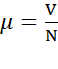 μ = V/N